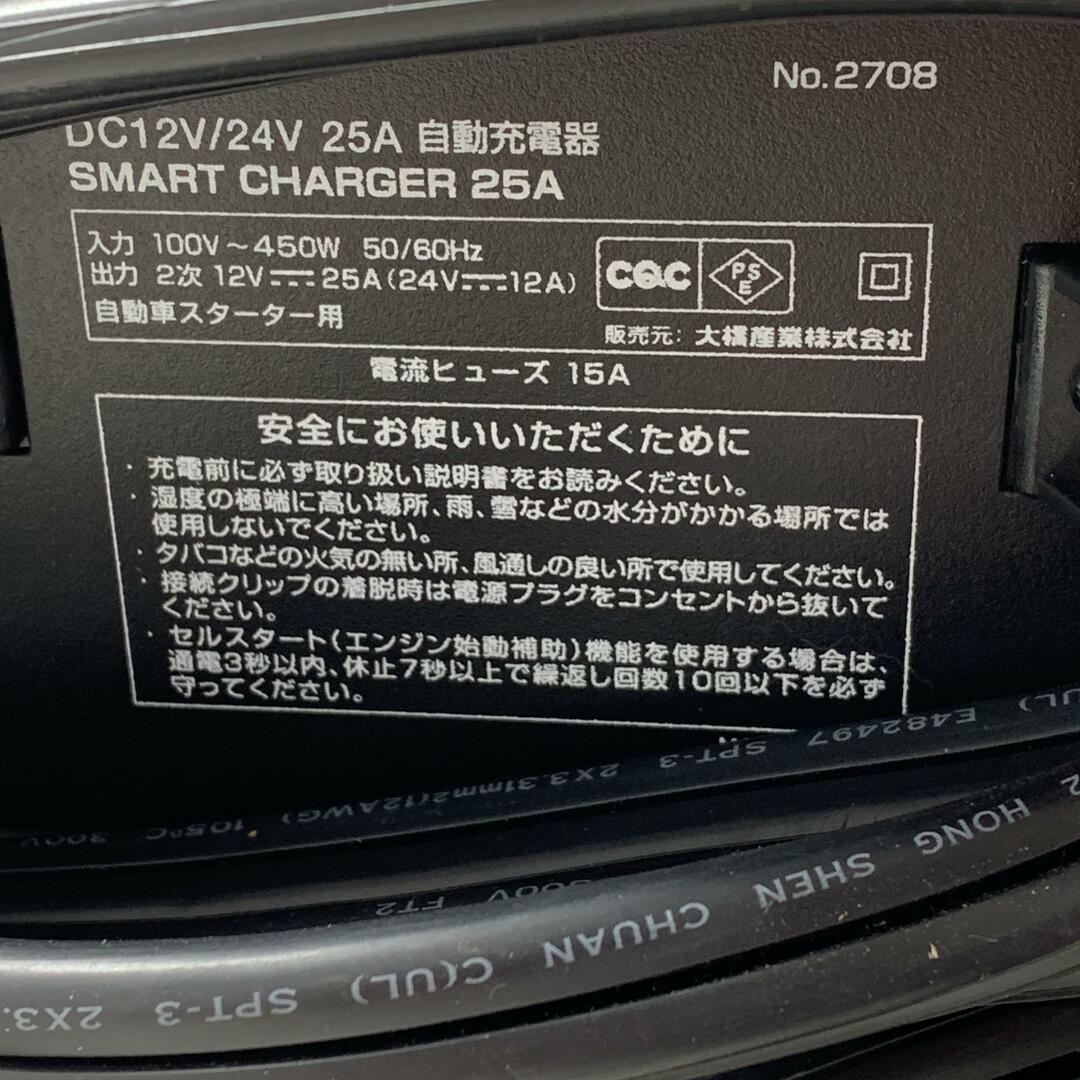 No.2708
DC12V/24V 25A 自動充電器
SMART CHARGER 25A
入力 100V～450W 50/60Hz
出力 2次 12V⎓25A(24V⎓12A)
自動車スターター用
CQC
PSE
販売元: 大橋産業株式会社
電流ヒューズ 15A
安全にお使いいただくために
・充電前に必ず取り扱い説明書をお読みください。
・湿度の極端に高い場所、雨、雲などの水分がかかる場所では
使用しないでください。
・タバコなどの火気の無い所、風通しの良い所で使用してください。
・接続クリップの着脱時は電源プラグをコンセントから抜いて
ください。
・セルスタート(エンジン始動補助)機能を使用する場合は、
通電3秒以内、休止7秒以上で繰返し回数10回以下を必ず
守ってください。
(UL) E482497 SPT-3 2X3.31mm2(12AWG) 105°C 300V
300V FT2
HONG SHEN CHUAN C(UL) SPT-3 2X3.